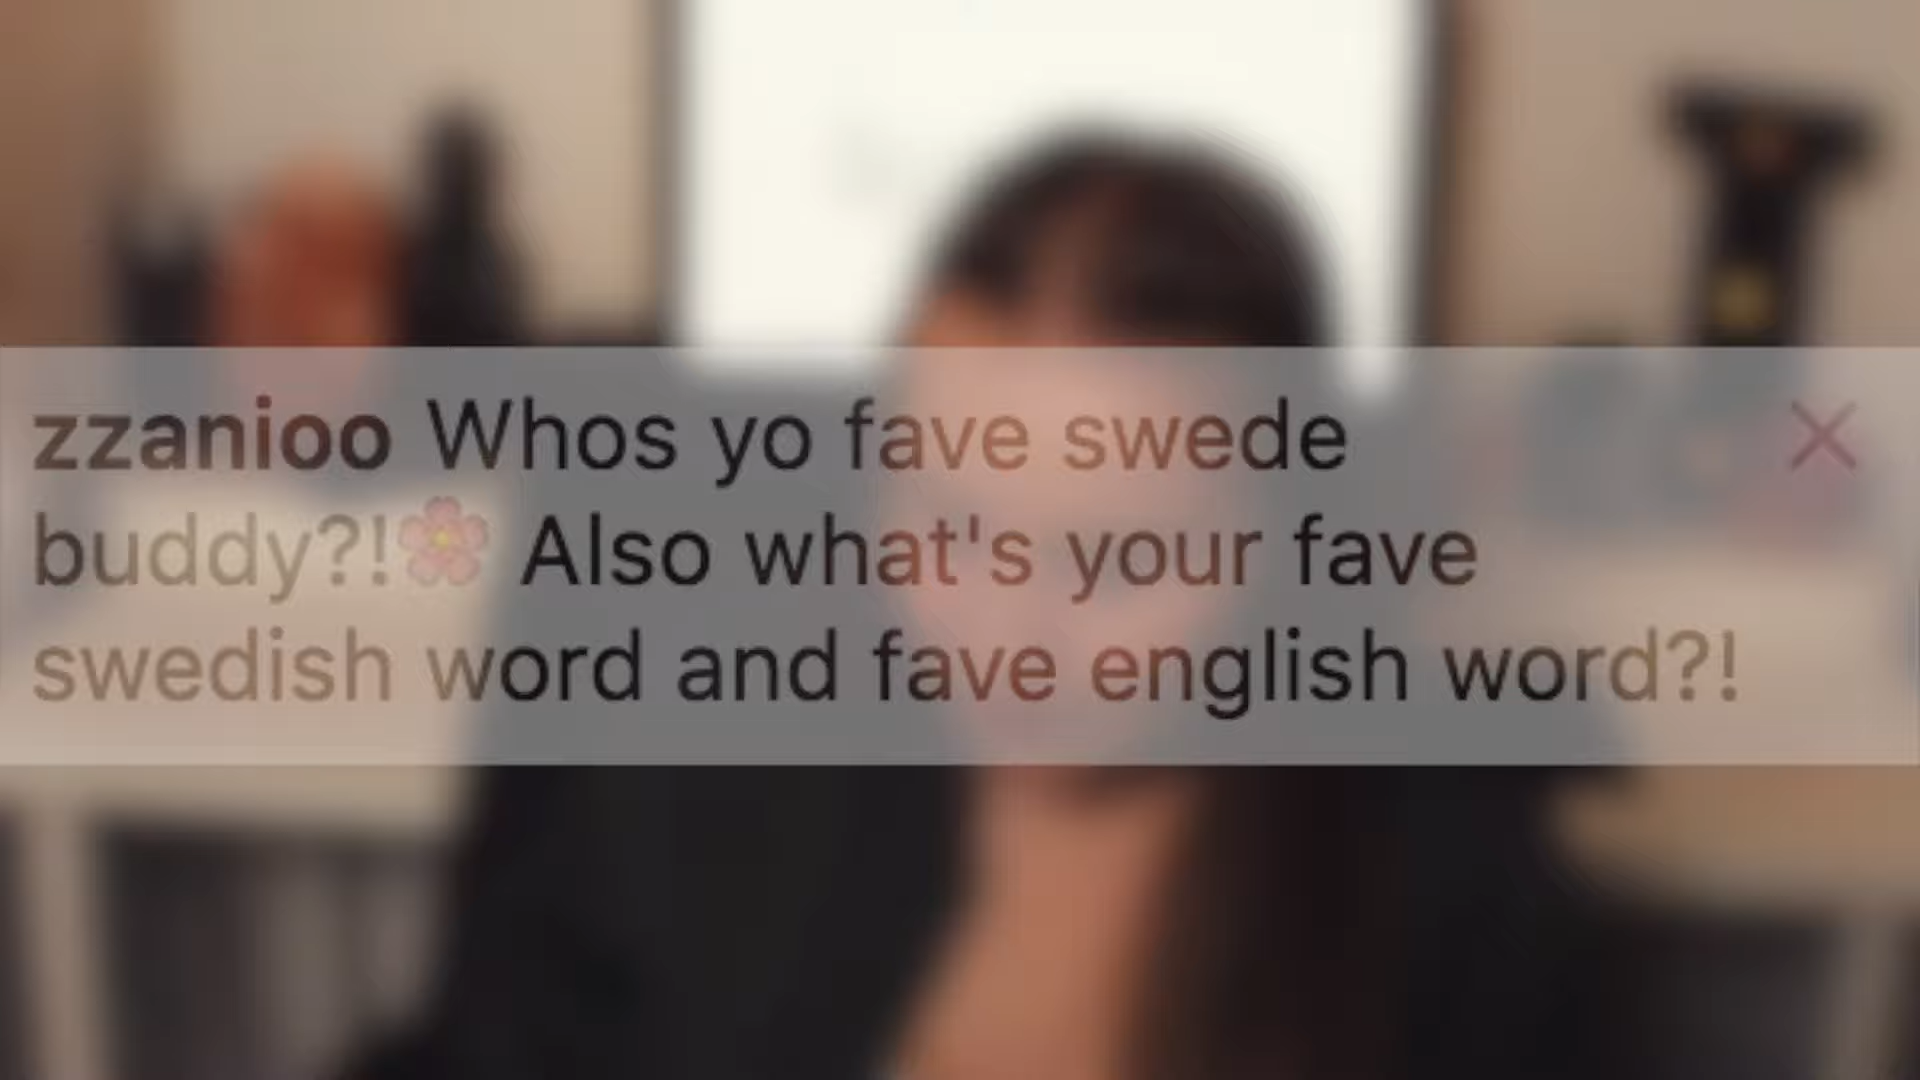 zzanioo Whos yo fave swede
buddy?!🌸 Also what's your fave
swedish word and fave english word?!